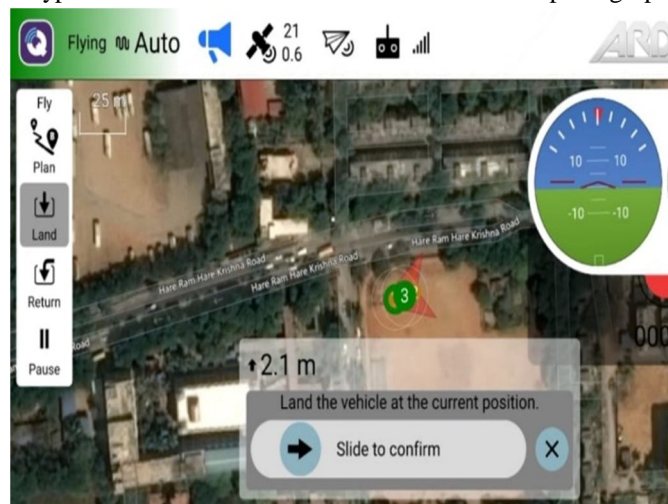 Flying Auto 21
0.6
Fly
Plan
Land
Return
Pause
25 m
10 10
-10 -10
Hare Ram Hare Krishna Road
Hare Ram Hare Krishna Road
Hare Ram Hare Krishna Road
Road
3
000
2.1 m
Land the vehicle at the current position.
Slide to confirm
X